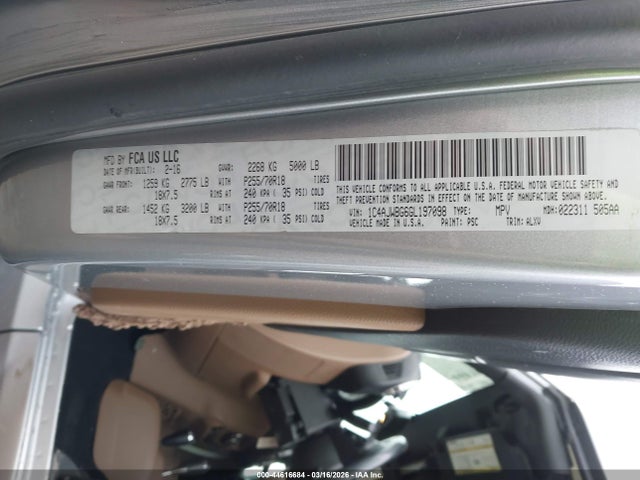 MFD BY FCA US LLC
DATE OF MFR(BUILT): 2-16 GVWR: 2268 KG 5000 LB
GAWR FRONT: 1259 KG 2775 LB WITH P255/70R18 TIRES
18X7.5 RIMS AT 240 KPA ( 35 PSI) COLD
GAWR REAR: 1452 KG 3200 LB WITH P255/70R18 TIRES
18X7.5 RIMS AT 240 KPA ( 35 PSI) COLD
THIS VEHICLE CONFORMS TO ALL APPLICABLE U.S.A. FEDERAL MOTOR VEHICLE SAFETY,
THEFT PREVENTION STANDARDS IN EFFECT ON THE DATE OF MANUFACTURE SHOWN ABOVE.
VIN: 1C4AJWBG6GL197098 TYPE: MPV MDH: 022311 505AA
VEHICLE MADE IN U.S.A. PAINT: PSC TRIM: ALXV
000-44616684 | 03/16/2026 | IAA Inc.